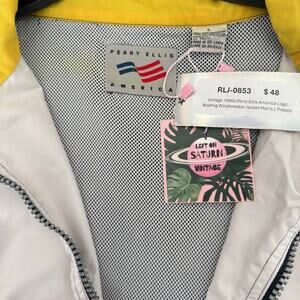 PERRY ELLIS
AMERICA
RLJ-0853 $48
Vintage 1990s Perry Ellis America Logo
Boating Windbreaker Jacket Men's L Preppy
LEFT ON
SATURN
VINTAGE